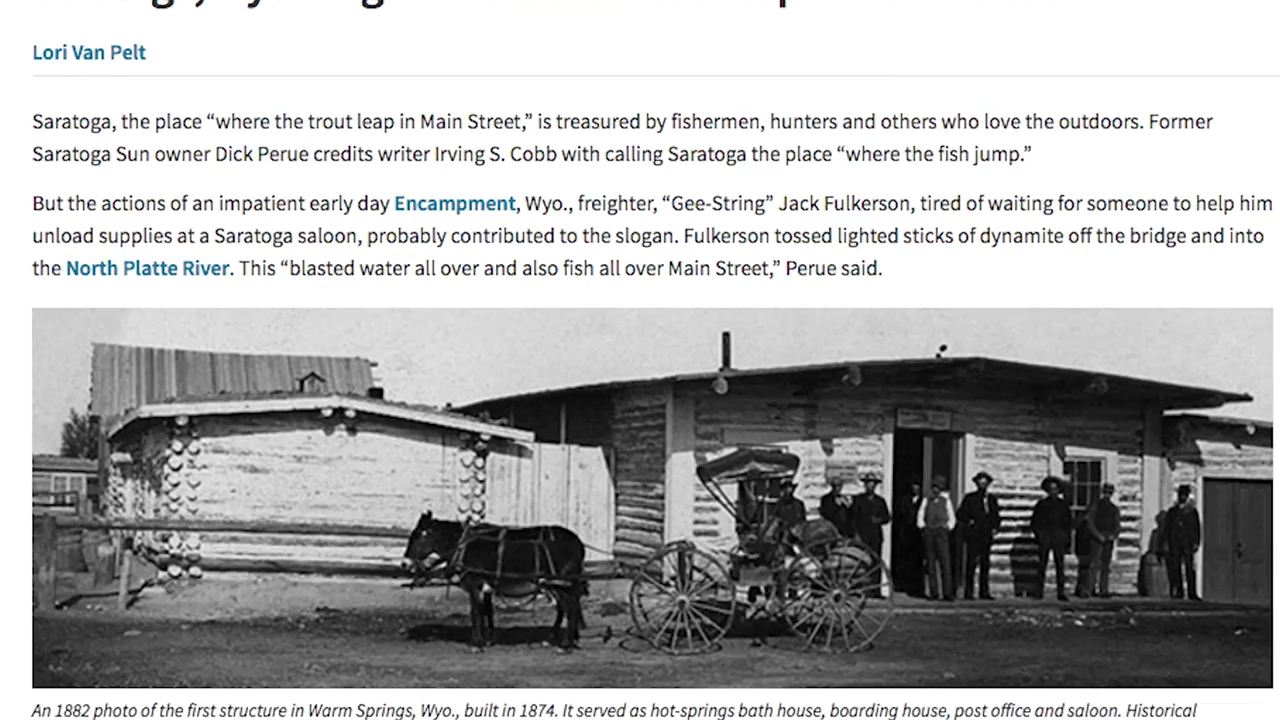 Lori Van Pelt
Saratoga, the place “where the trout leap in Main Street,” is treasured by fishermen, hunters and others who love the outdoors. Former
Saratoga Sun owner Dick Perue credits writer Irving S. Cobb with calling Saratoga the place “where the fish jump.”
But the actions of an impatient early day Encampment, Wyo., freighter, “Gee-String” Jack Fulkerson, tired of waiting for someone to help him
unload supplies at a Saratoga saloon, probably contributed to the slogan. Fulkerson tossed lighted sticks of dynamite off the bridge and into
the North Platte River. This “blasted water all over and also fish all over Main Street,” Perue said.
An 1882 photo of the first structure in Warm Springs, Wyo., built in 1874. It served as hot-springs bath house, boarding house, post office and saloon. Historical